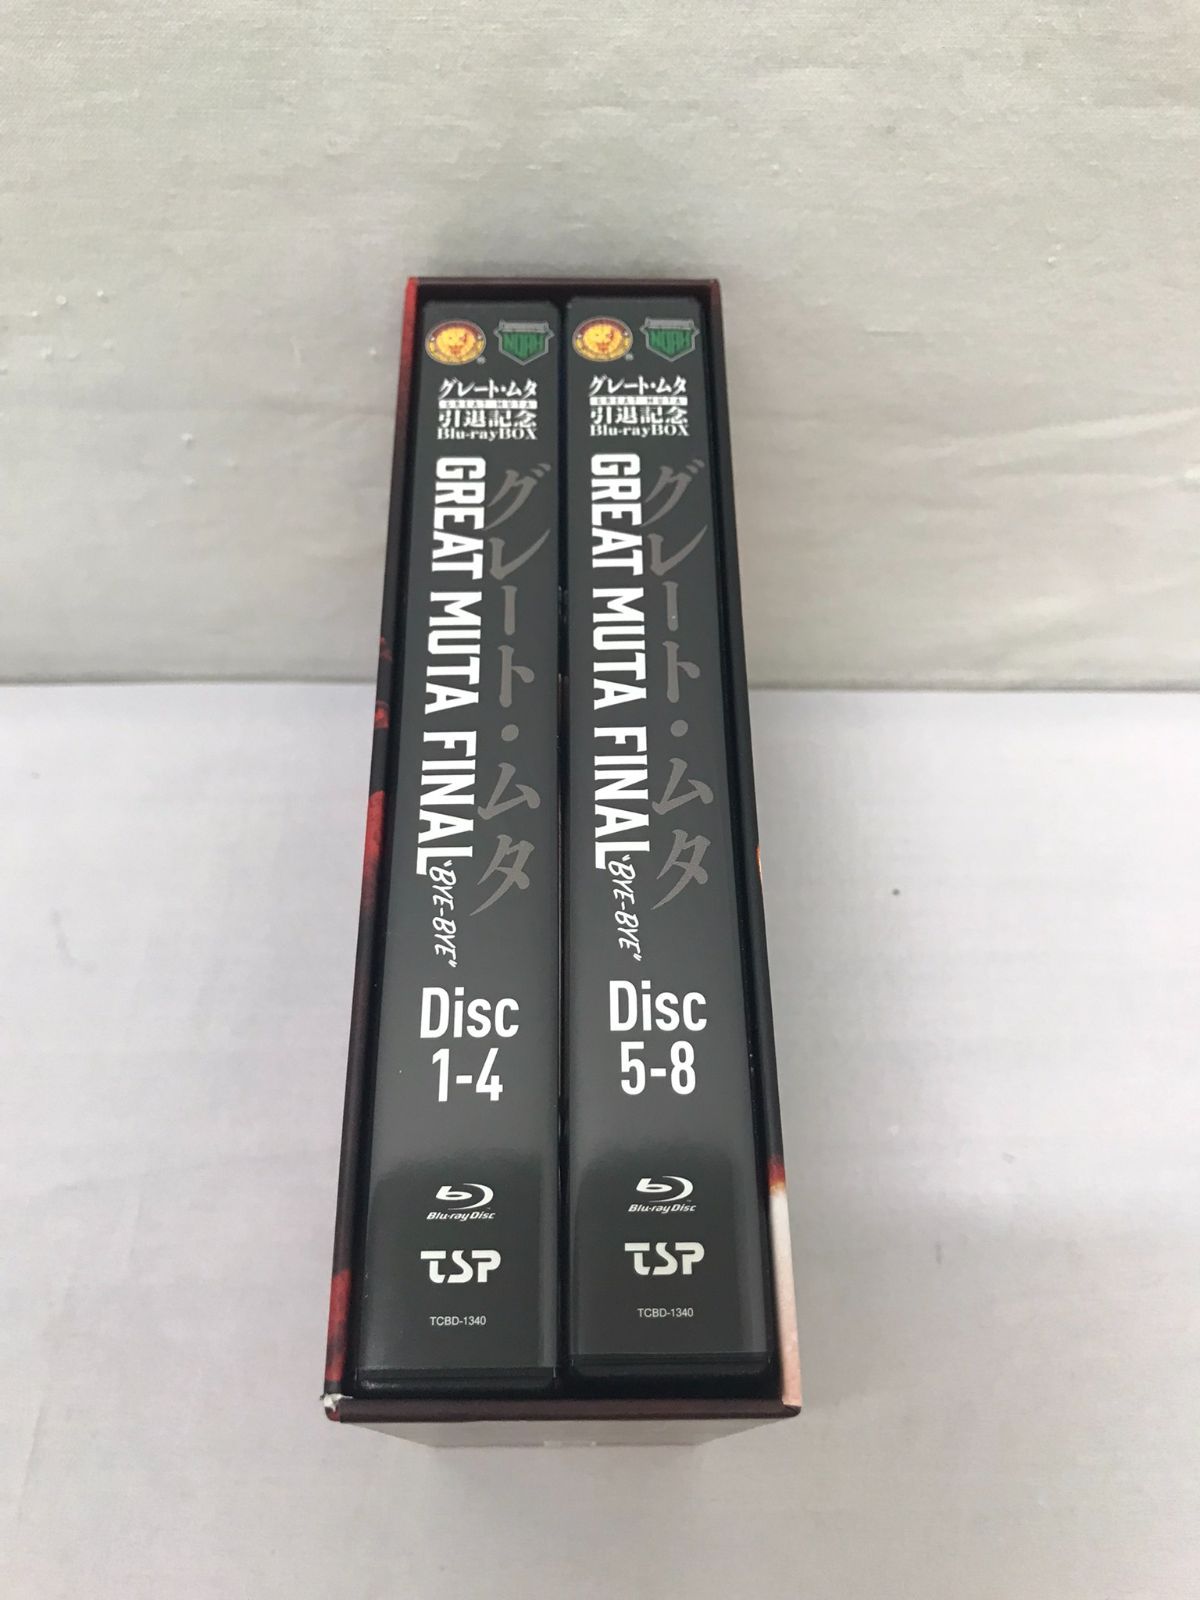 NOAH
グレート・ムタ
GREAT MUTA
引退記念
Blu-rayBOX
グレート・ムタ
GREAT MUTA FINAL
"BYE-BYE"
Disc
1-4
Blu-ray Disc
TSP
TCBD-1340
NOAH
グレート・ムタ
GREAT MUTA
引退記念
Blu-rayBOX
グレート・ムタ
GREAT MUTA FINAL
"BYE-BYE"
Disc
5-8
Blu-ray Disc
TSP
TCBD-1340